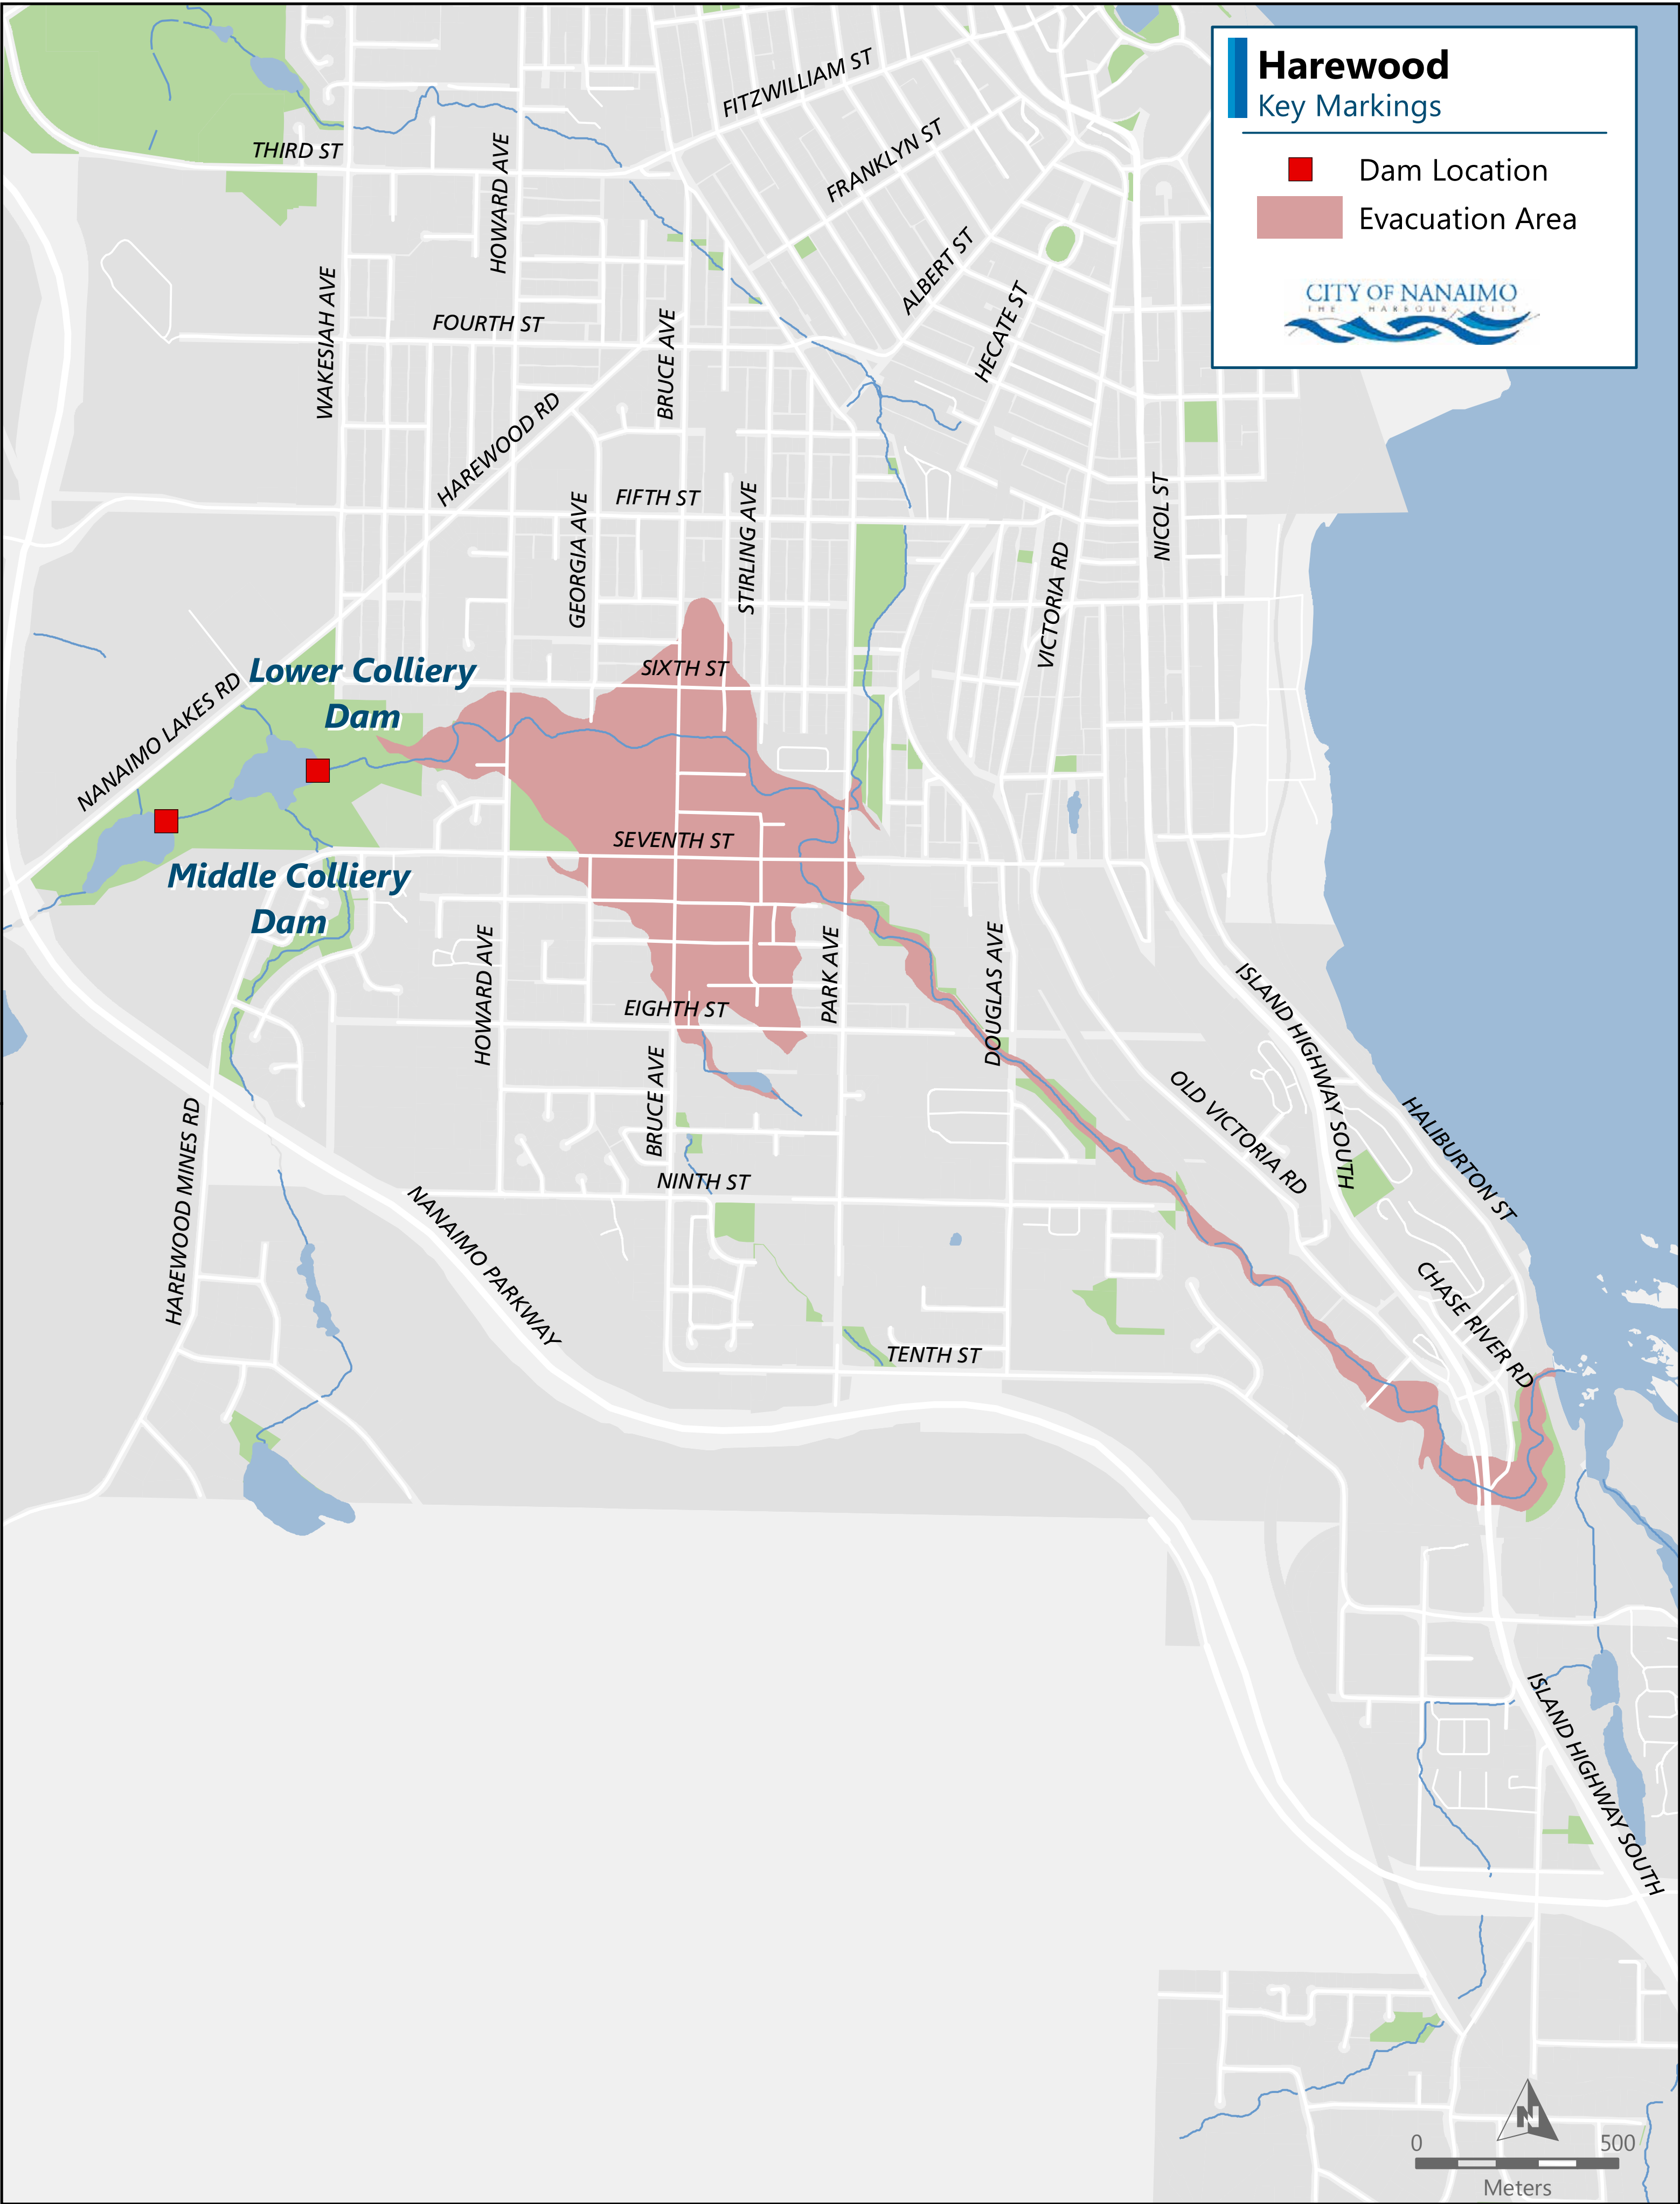 Harewood
Key Markings
Dam Location
Evacuation Area
CITY OF NANAIMO
THE HARBOUR CITY
FITZWILLIAM ST
THIRD ST
HOWARD AVE
FRANKLYN ST
ALBERT ST
WAKESIAH AVE
FOURTH ST
BRUCE AVE
HECATE ST
HAREWOOD RD
FIFTH ST
GEORGIA AVE
STIRLING AVE
NICOL ST
VICTORIA RD
NANAIMO LAKES RD
Lower Colliery
Dam
SIXTH ST
SEVENTH ST
Middle Colliery
Dam
HOWARD AVE
PARK AVE
DOUGLAS AVE
EIGHTH ST
BRUCE AVE
ISLAND HIGHWAY SOUTH
OLD VICTORIA RD
HALIBURTON ST
HAREWOOD MINES RD
NINTH ST
NANAIMO PARKWAY
CHASE RIVER RD
TENTH ST
ISLAND HIGHWAY SOUTH
N
0 500
Meters